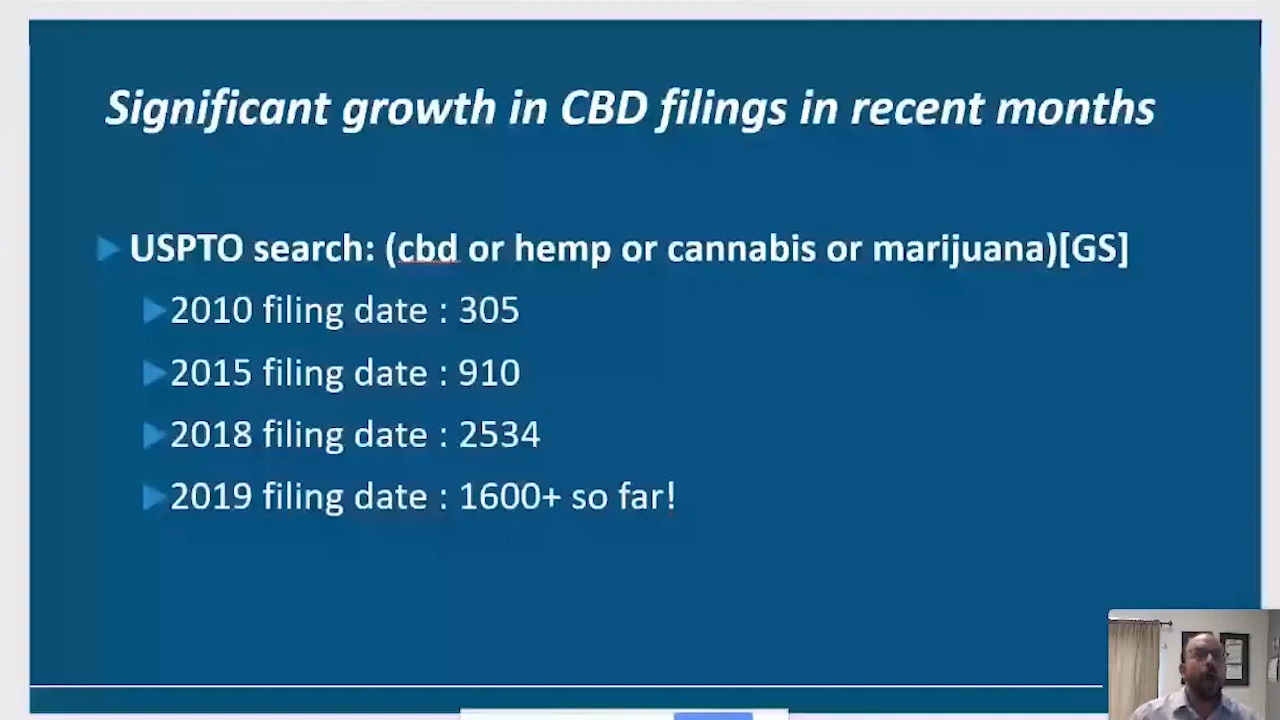 Significant growth in CBD filings in recent months
USPTO search: (cbd or hemp or cannabis or marijuana)[GS]
2010 filing date : 305
2015 filing date : 910
2018 filing date : 2534
2019 filing date : 1600+ so far!